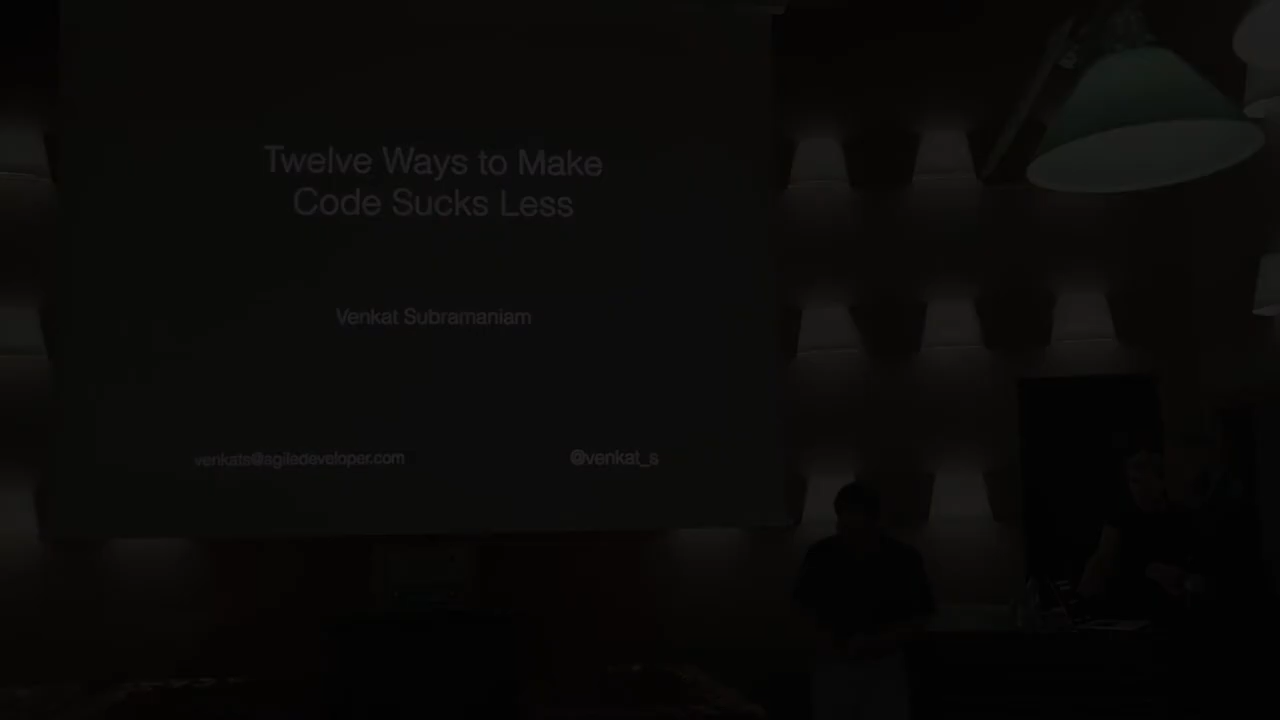 Twelve Ways to Make
Code Sucks Less
Venkat Subramaniam
venkats@agiledeveloper.com
@venkat_s